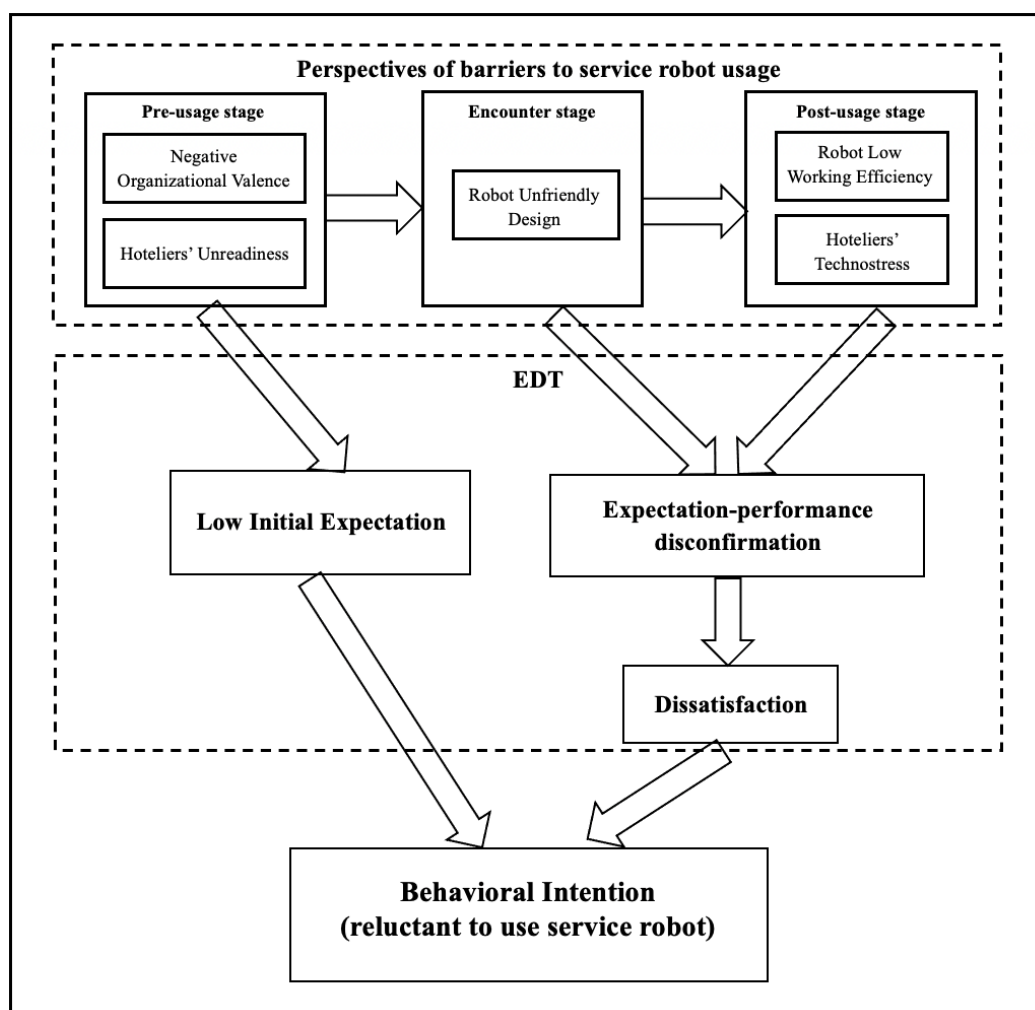 Perspectives of barriers to service robot usage
Pre-usage stage
Negative
Organizational Valence
Hoteliers’ Unreadiness
Encounter stage
Robot Unfriendly
Design
Post-usage stage
Robot Low
Working Efficiency
Hoteliers’
Technostress
EDT
Low Initial Expectation
Expectation-performance
disconfirmation
Dissatisfaction
Behavioral Intention
(reluctant to use service robot)